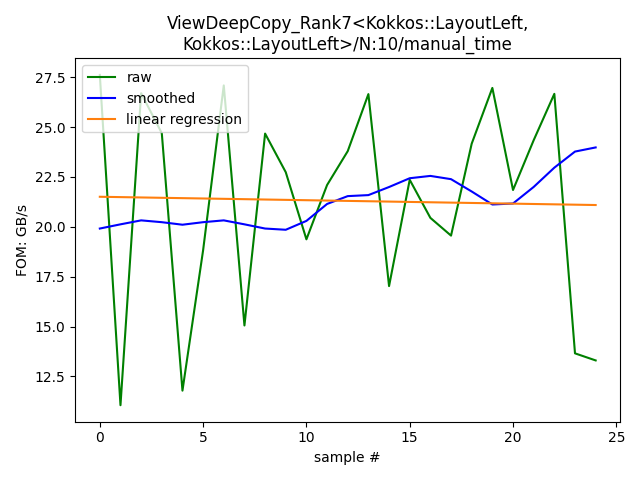 ViewDeepCopy_Rank7<Kokkos::LayoutLeft,
Kokkos::LayoutLeft>/N:10/manual_time
raw
smoothed
linear regression
FOM: GB/s
27.5
25.0
22.5
20.0
17.5
15.0
12.5
0
5
10
15
20
25
sample #